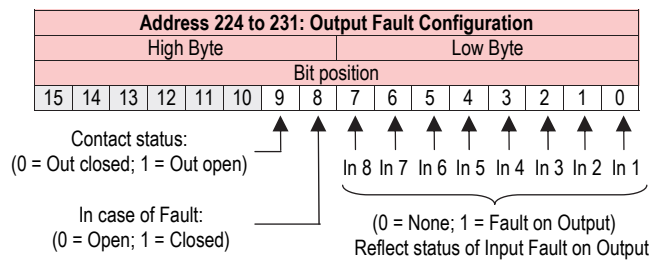 Address 224 to 231: Output Fault Configuration
High Byte Low Byte
Bit position
15 14 13 12 11 10 9 8 7 6 5 4 3 2 1 0
Contact status:
(0 = Out closed; 1 = Out open)
In 8 In 7 In 6 In 5 In 4 In 3 In 2 In 1
In case of Fault:
(0 = Open; 1 = Closed)
(0 = None; 1 = Fault on Output)
Reflect status of Input Fault on Output